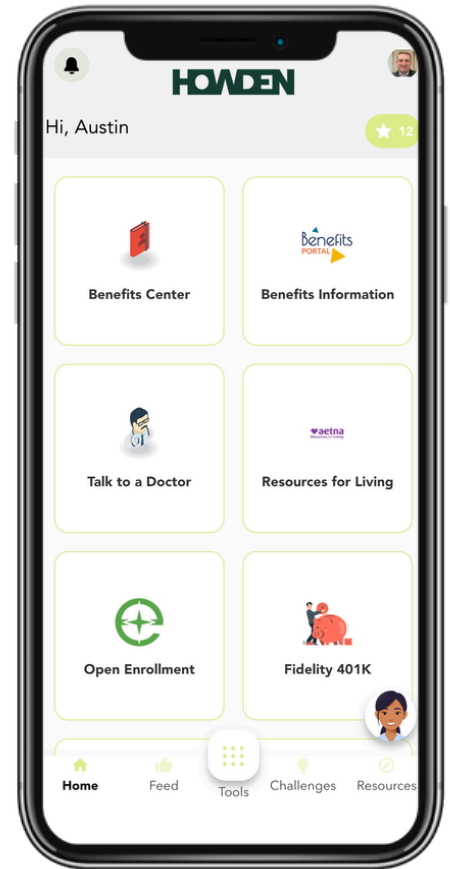 HOWDEN
Hi, Austin
12
Benefits
PORTAL
Benefits Center
Benefits Information
aetna
Resources for Living
Talk to a Doctor
Resources for Living
Open Enrollment
Fidelity 401K
Home
Feed
Tools
Challenges
Resources